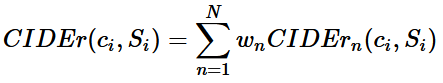 $CIDEr(c_i, S_i) = \sum_{n=1}^{N} w_n CIDEr_n(c_i, S_i)$